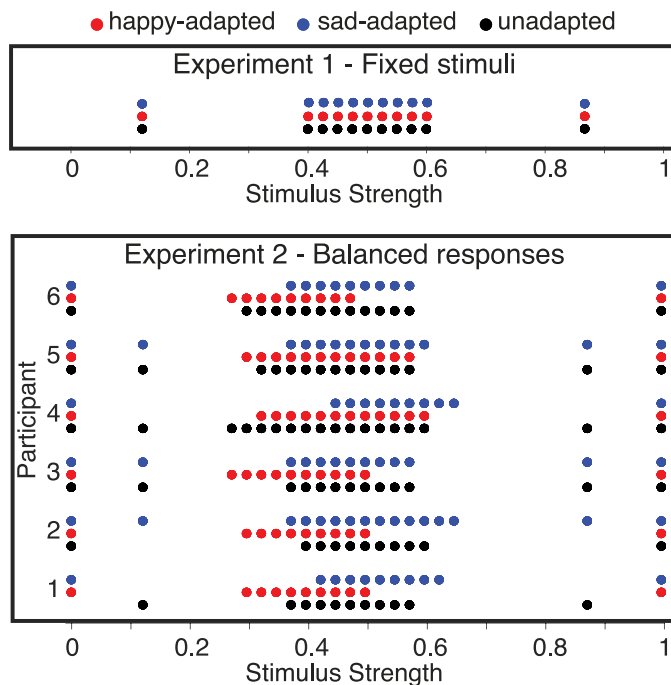 happy-adapted sad-adapted unadapted
Experiment 1 - Fixed stimuli
0 0.2 0.4 0.6 0.8 1
Stimulus Strength
Experiment 2 - Balanced responses
Participant
6
5
4
3
2
1
0 0.2 0.4 0.6 0.8 1
Stimulus Strength